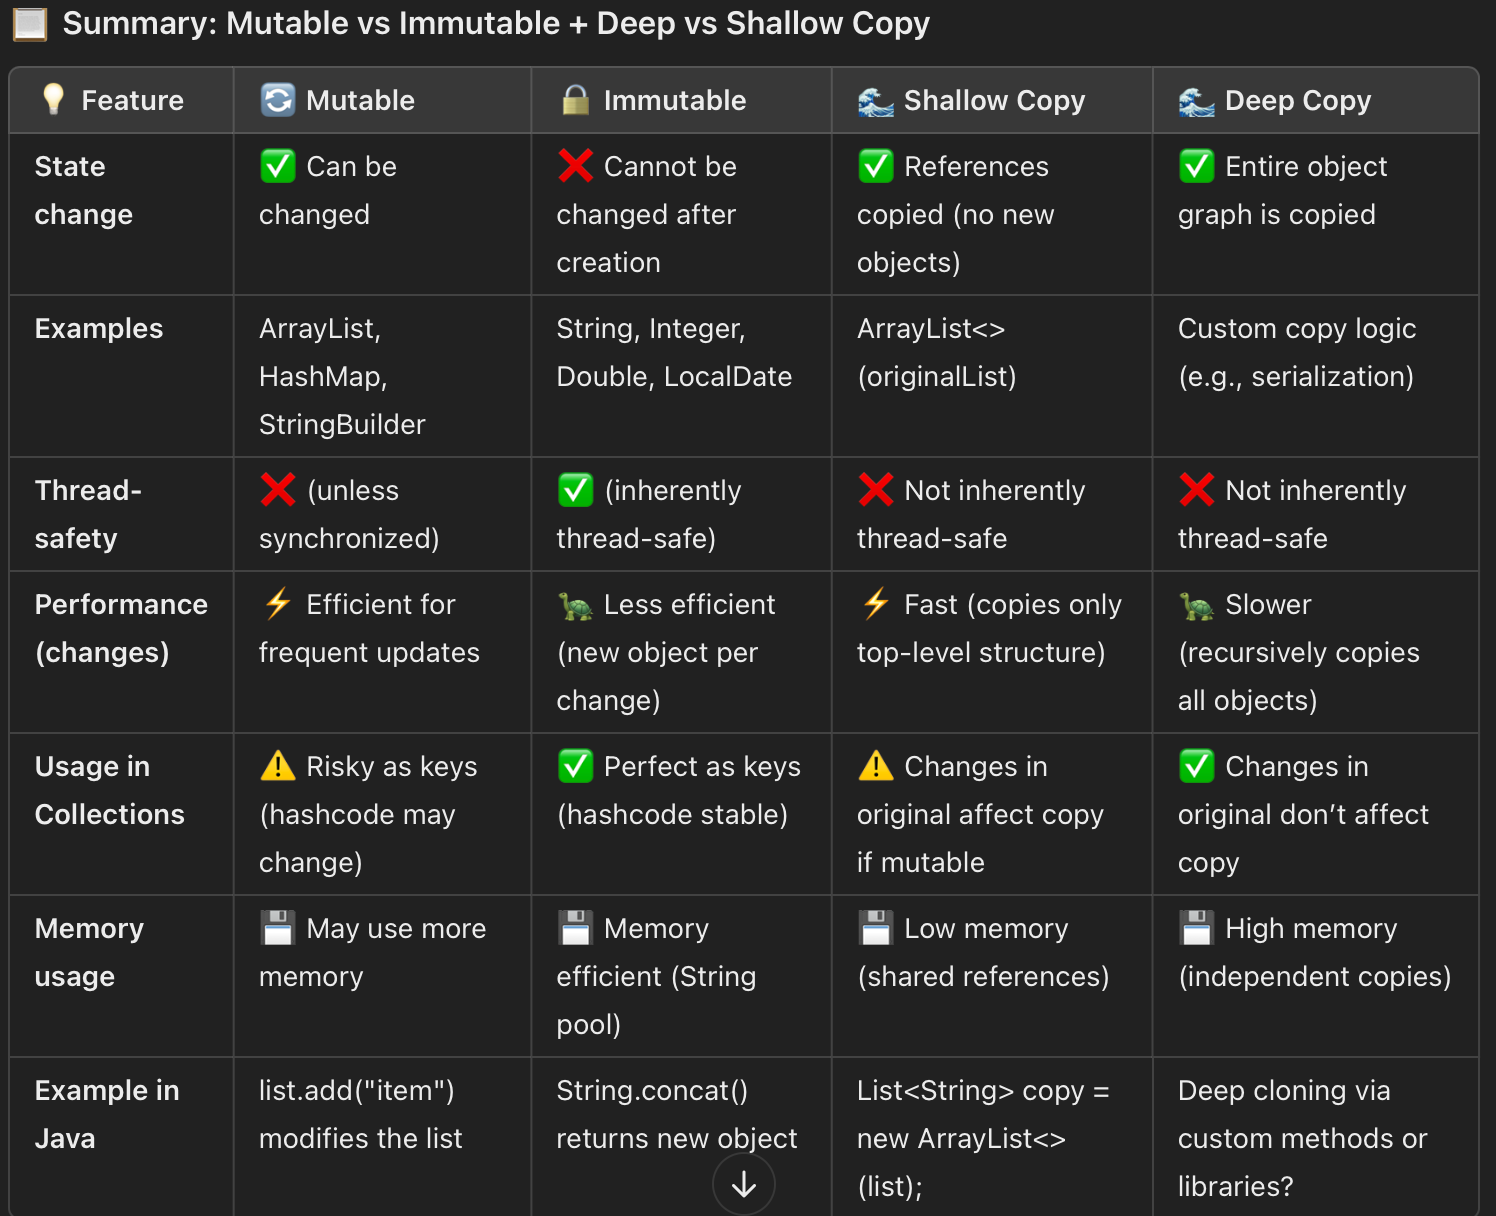 Summary: Mutable vs Immutable + Deep vs Shallow Copy
💡 Feature
🔄 Mutable
🔒 Immutable
🌊 Shallow Copy
🌊 Deep Copy
State
change
✅ Can be
changed
❌ Cannot be
changed after
creation
✅ References
copied (no new
objects)
✅ Entire object
graph is copied
Examples
ArrayList,
HashMap,
StringBuilder
String, Integer,
Double, LocalDate
ArrayList<>
(originalList)
Custom copy logic
(e.g., serialization)
Thread-
safety
❌ (unless
synchronized)
✅ (inherently
thread-safe)
❌ Not inherently
thread-safe
❌ Not inherently
thread-safe
Performance
(changes)
⚡ Efficient for
frequent updates
🐢 Less efficient
(new object per
change)
⚡ Fast (copies only
top-level structure)
🐢 Slower
(recursively copies
all objects)
Usage in
Collections
⚠️ Risky as keys
(hashcode may
change)
✅ Perfect as keys
(hashcode stable)
⚠️ Changes in
original affect copy
if mutable
✅ Changes in
original don’t affect
copy
Memory
usage
💾 May use more
memory
💾 Memory
efficient (String
pool)
💾 Low memory
(shared references)
💾 High memory
(independent copies)
Example in
Java
list.add("item")
modifies the list
String.concat()
returns new object
List<String> copy =
new ArrayList<>
(list);
Deep cloning via
custom methods or
libraries?